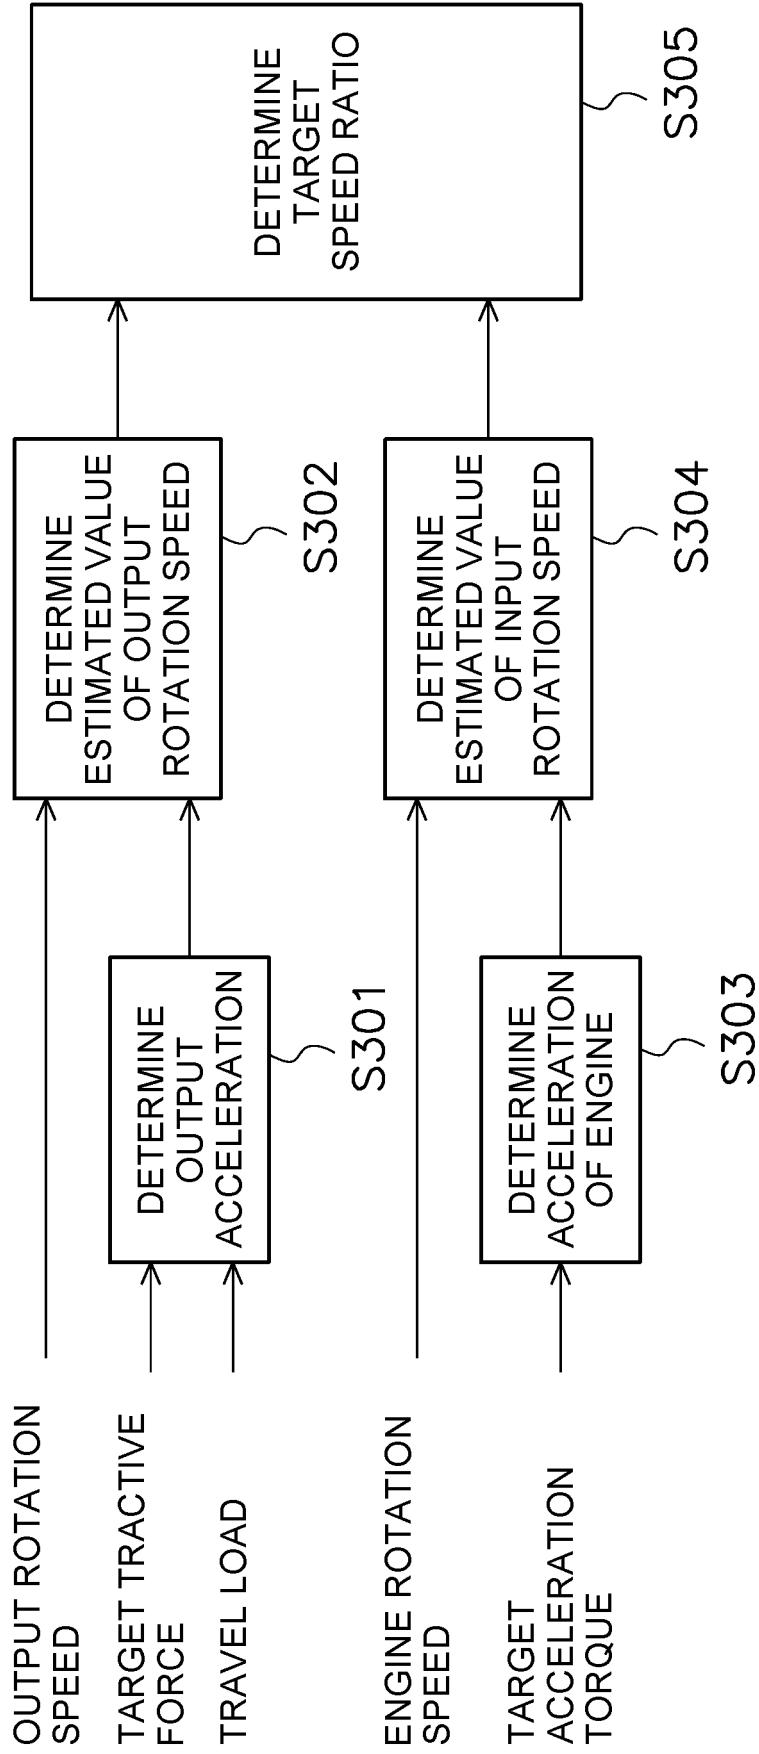 OUTPUT ROTATION
SPEED
TARGET TRACTIVE
FORCE
TRAVEL LOAD
DETERMINE
OUTPUT
ACCELERATION
S301
DETERMINE
ESTIMATED VALUE
OF OUTPUT
ROTATION SPEED
S302
ENGINE ROTATION
SPEED
TARGET
ACCELERATION
TORQUE
DETERMINE
ACCELERATION
OF ENGINE
S303
DETERMINE
ESTIMATED VALUE
OF INPUT
ROTATION SPEED
S304
DETERMINE
TARGET
SPEED RATIO
S305